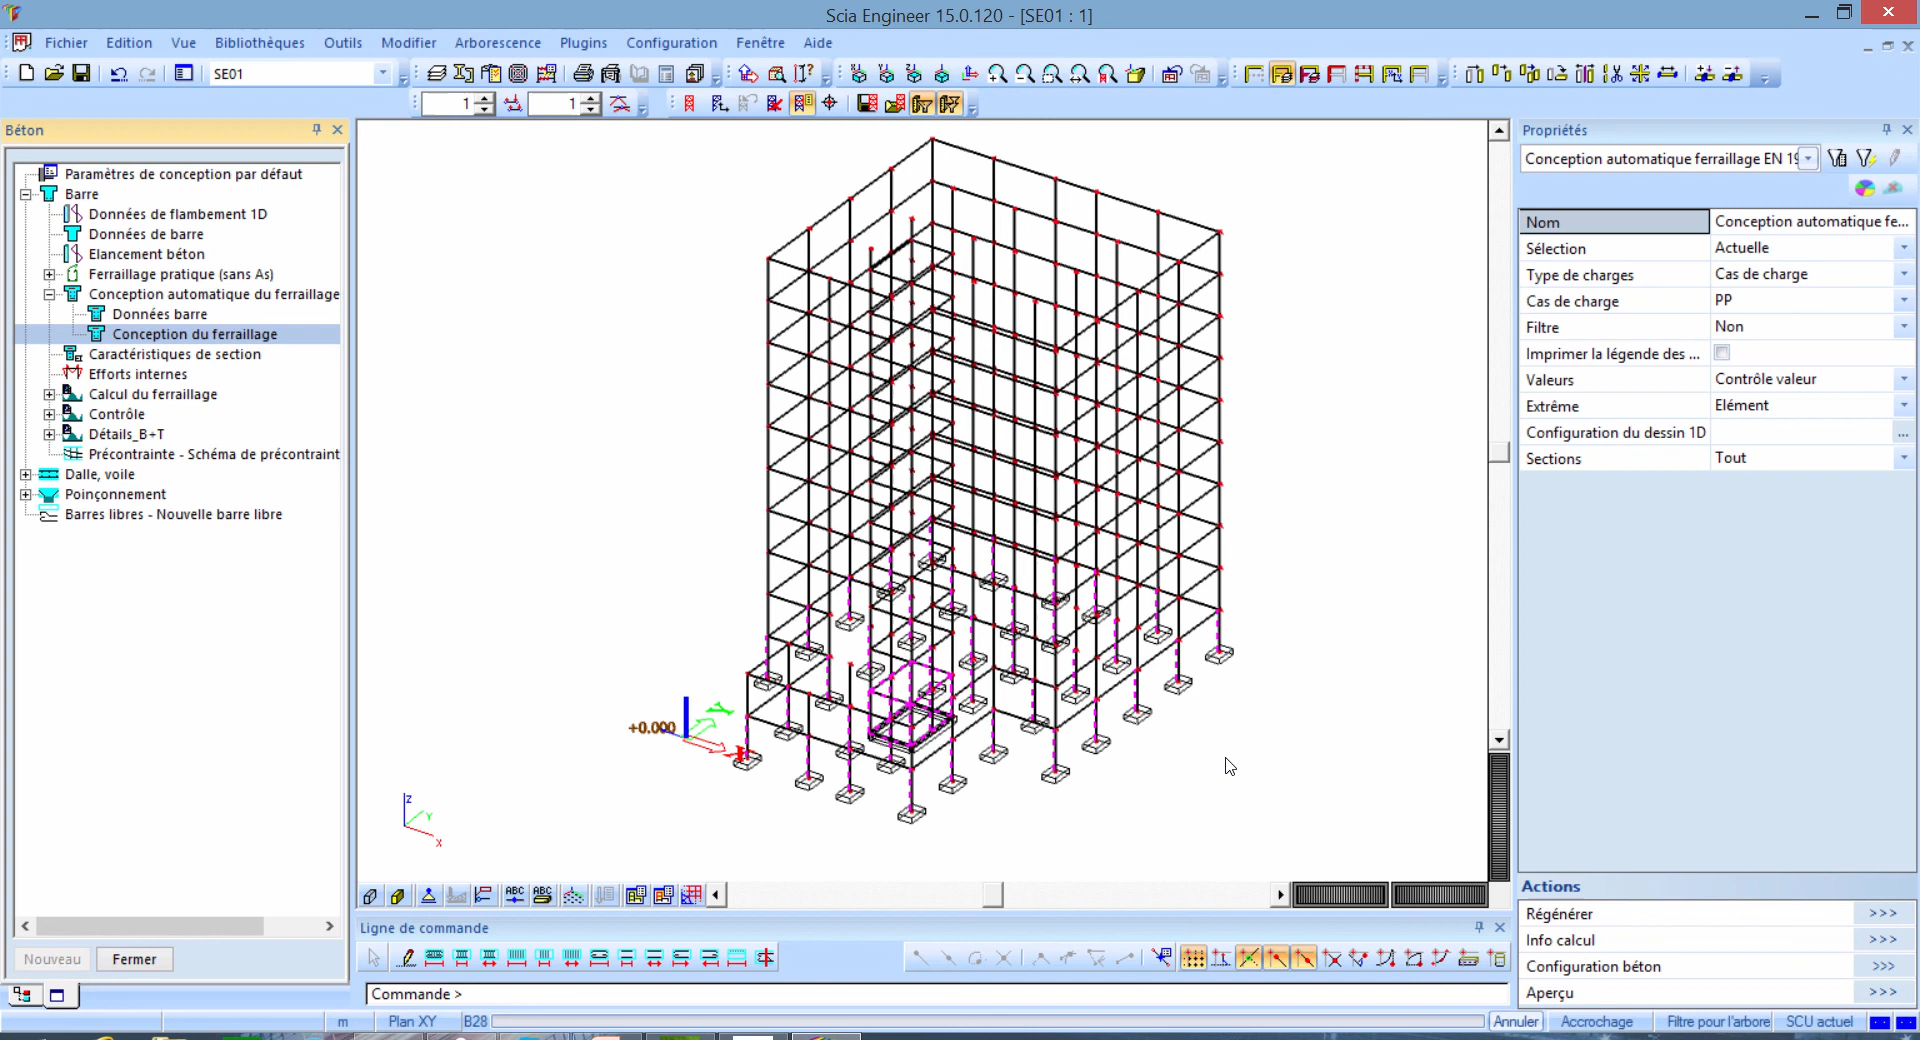 Scia Engineer 15.0.120 - [SE01 : 1]
Fichier Edition Vue Bibliothèques Outils Modifier Arborescence Plugins Configuration Fenêtre Aide
SE01
1 1
Béton
Paramètres de conception par défaut
Barre
Données de flambement 1D
Données de barre
Elancement béton
Ferraillage pratique (sans As)
Conception automatique du ferraillage
Données barre
Conception du ferraillage
Caractéristiques de section
Efforts internes
Calcul du ferraillage
Contrôle
Détails_B+T
Précontrainte - Schéma de précontraint
Dalle, voile
Poinçonnement
Barres libres - Nouvelle barre libre
Nouveau Fermer
+0.000
Y
X
Z
Y
X
ABC ABC
Propriétés
Conception automatique ferraillage EN 19
Nom Conception automatique fe...
Sélection Actuelle
Type de charges Cas de charge
Cas de charge PP
Filtre Non
Imprimer la légende des ...
Valeurs Contrôle valeur
Extrême Elément
Configuration du dessin 1D ...
Sections Tout
Actions
Régénérer >>>
Info calcul >>>
Configuration béton >>>
Aperçu >>>
Ligne de commande
Commande >
m Plan XY B28 Annuler Accrochage Filtre pour l'arbore SCU actuel